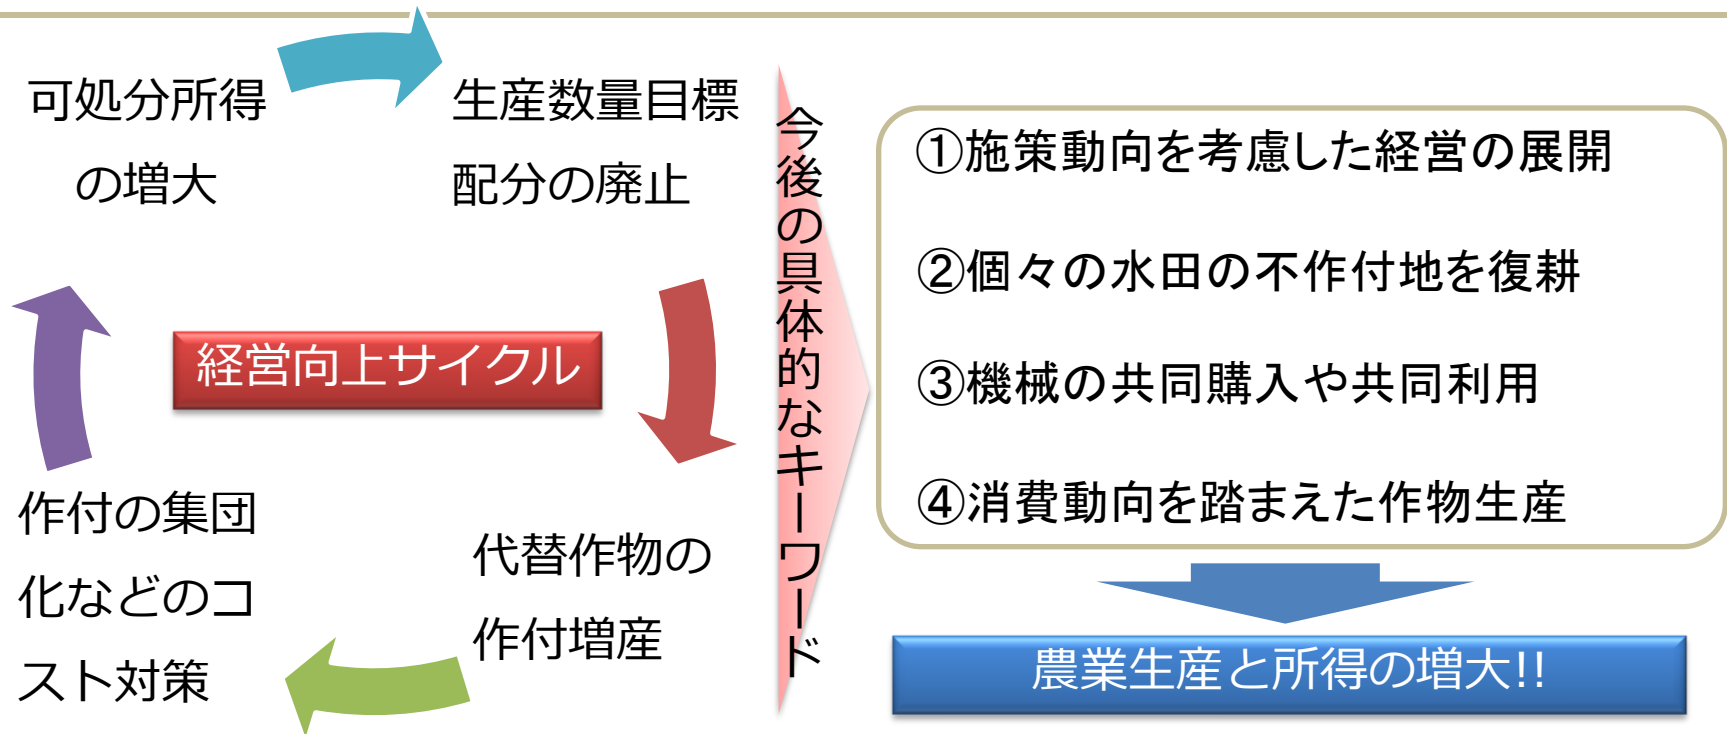 可処分所得
の増大
生産数量目標
配分の廃止
経営向上サイクル
作付の集団
化などのコ
スト対策
代替作物の
作付増産
今後の具体的なキーワード
①施策動向を考慮した経営の展開
②個々の水田の不作付地を復耕
③機械の共同購入や共同利用
④消費動向を踏まえた作物生産
農業生産と所得の増大!!